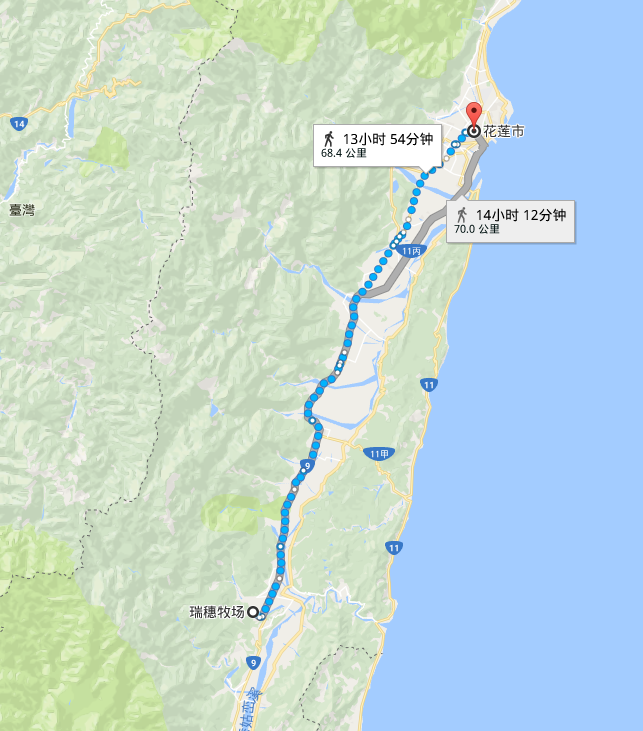 14
臺灣
花莲市
13小时 54分钟
68.4 公里
14小时 12分钟
70.0 公里
11丙
11
11甲
9
11
瑞穗牧场
9